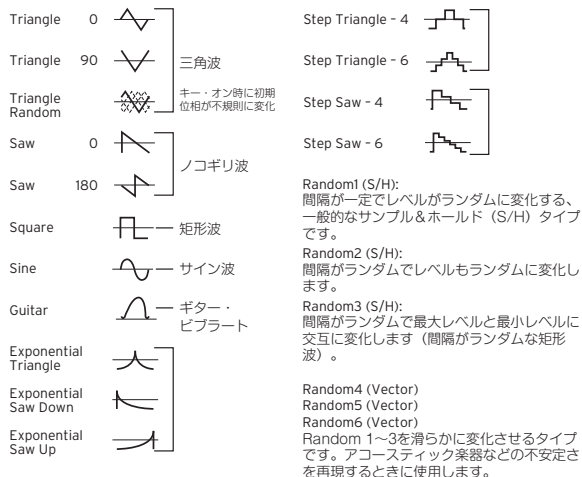 Triangle 0
Triangle 90
三角波
Triangle
Random
キー・オン時に初期
位相が不規則に変化
Saw 0
ノコギリ波
Saw 180
Square
矩形波
Sine
サイン波
Guitar
ギター・
ビブラート
Exponential
Triangle
Exponential
Saw Down
Exponential
Saw Up
Step Triangle – 4
Step Triangle – 6
Step Saw – 4
Step Saw – 6
Random1 (S/H):
間隔が一定でレベルがランダムに変化する、
一般的なサンプル&ホールド（S/H）タイプ
です。
Random2 (S/H):
間隔がランダムでレベルもランダムに変化し
ます。
Random3 (S/H):
間隔がランダムで最大レベルと最小レベルに
交互に変化します（間隔がランダムな矩形
波）。
Random4 (Vector)
Random5 (Vector)
Random6 (Vector)
Random 1～3を滑らかに変化させるタイプ
です。アコースティック楽器などの不安定さ
を再現するときに使用します。